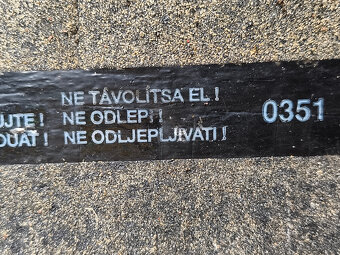 NE TÁVOLÍTSA EL!
UJTE! NE ODLEPI! 0351
DUAT! NE ODLJEPLJIVATI!